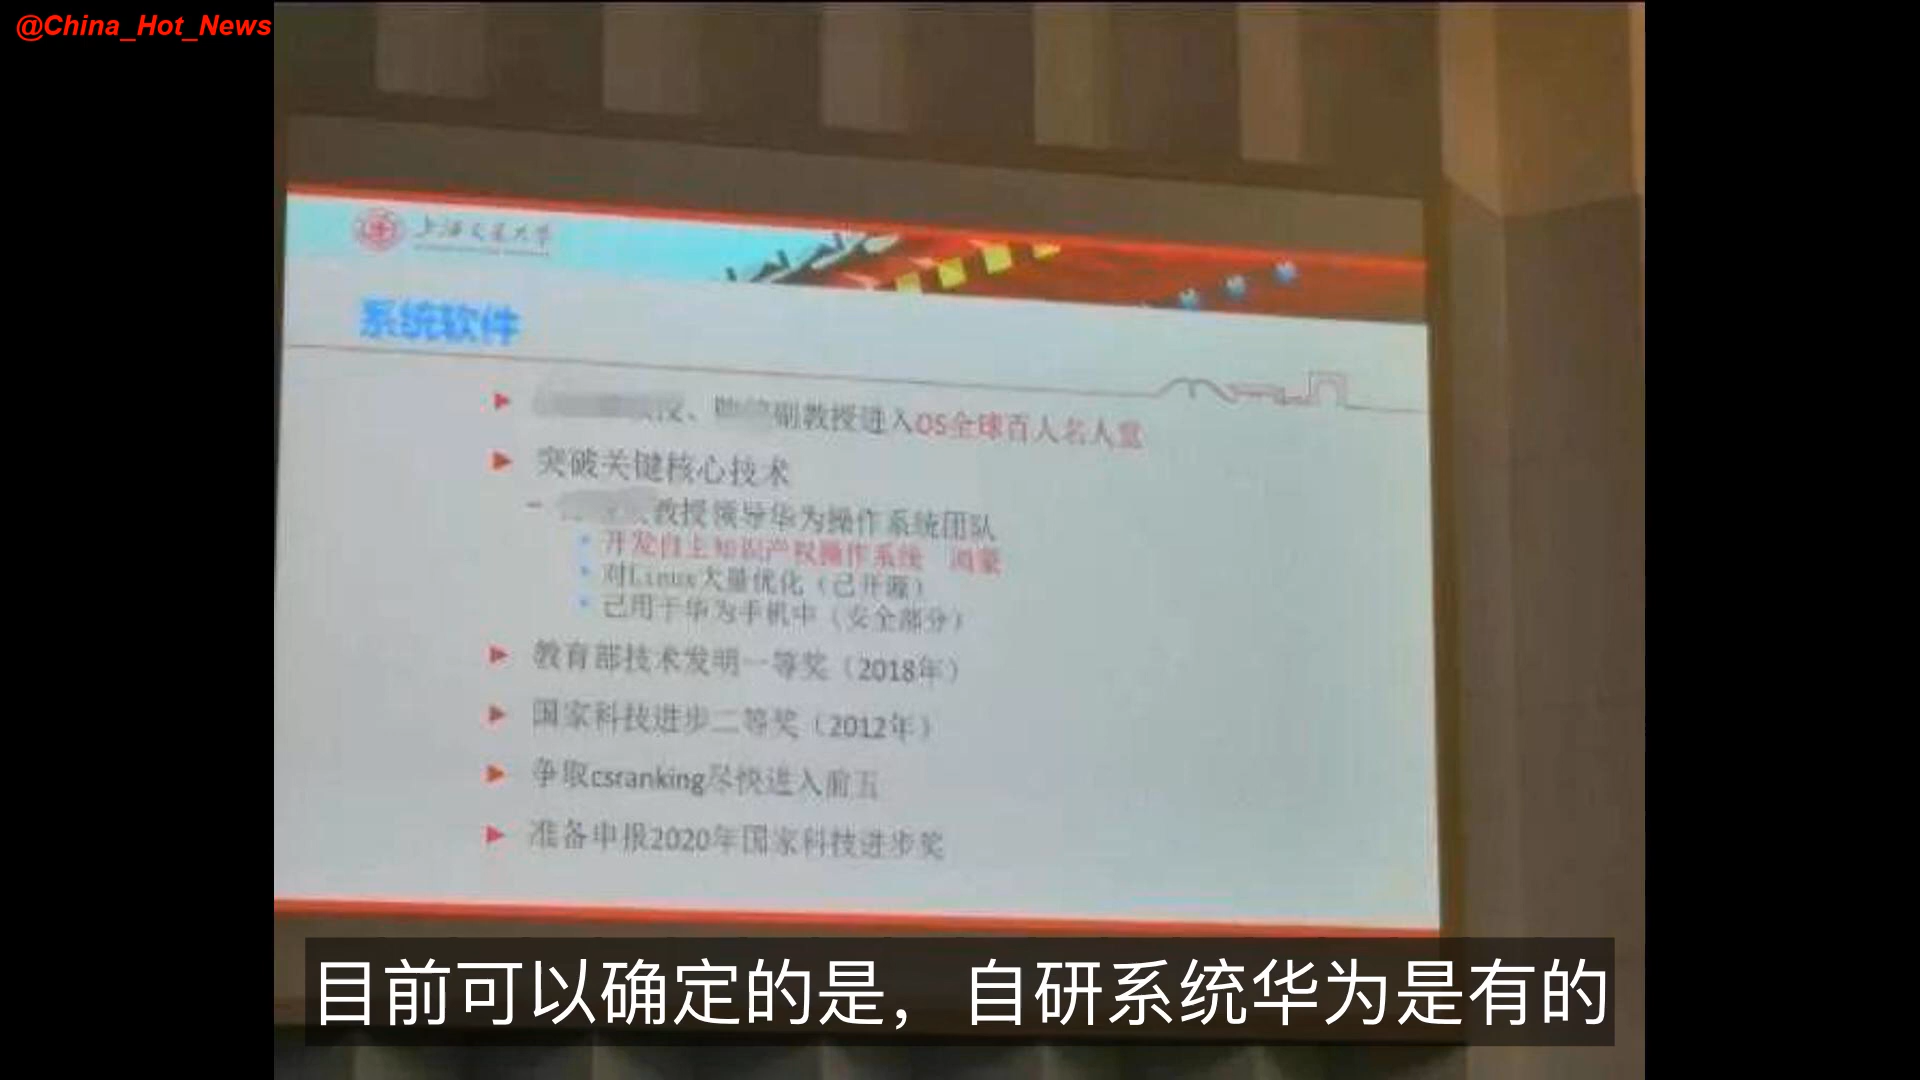 @China_Hot_News
上海交通大学
系统软件
授、副教授进入OS全球百人名人堂
突破关键核心技术
- 教授领导华为操作系统团队
开发自主知识产权操作系统 鸿蒙
对Linux大量优化（已开源）
已用于华为手机中（安全部分）
教育部技术发明一等奖（2018年）
国家科技进步二等奖（2012年）
争取csranking尽快进入前五
准备申报2020年国家科技进步奖
目前可以确定的是，自研系统华为是有的